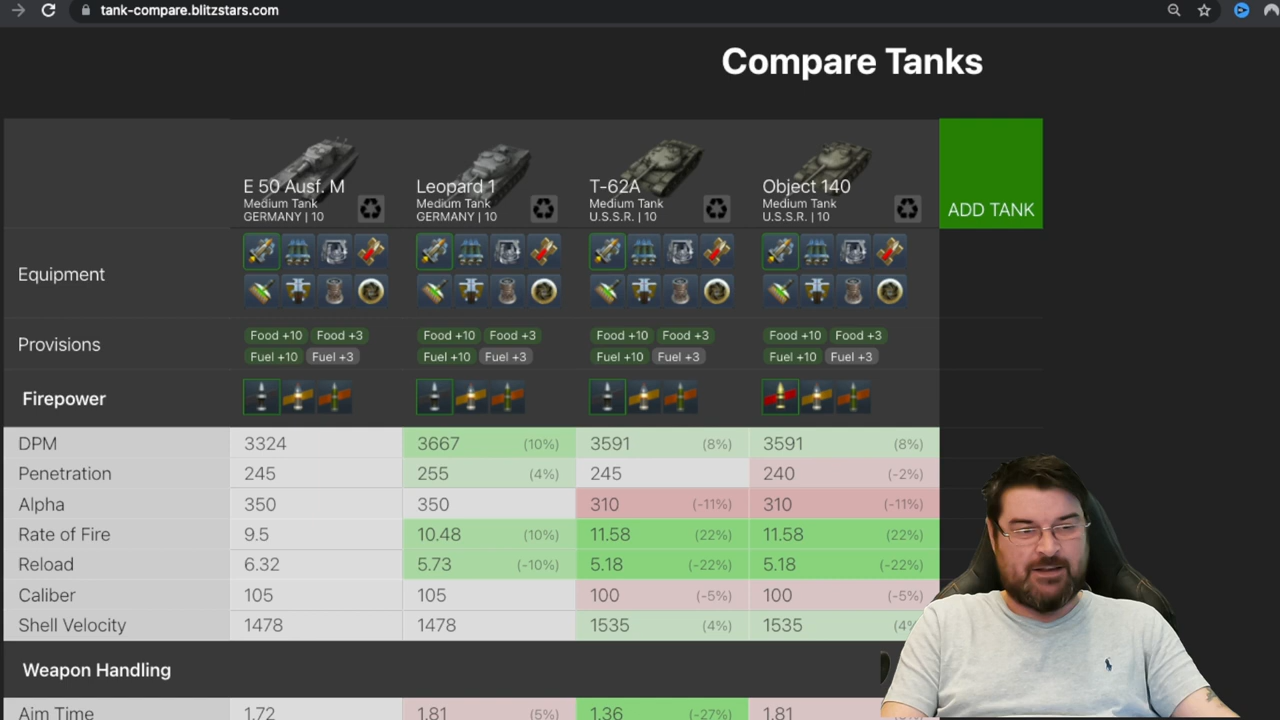 tank-compare.blitzstars.com
Compare Tanks
E 50 Ausf. M
Medium Tank
GERMANY | 10
Leopard 1
Medium Tank
GERMANY | 10
T-62A
Medium Tank
U.S.S.R. | 10
Object 140
Medium Tank
U.S.S.R. | 10
ADD TANK
Equipment
Provisions
Food +10 Food +3 Food +10 Food +3 Food +10 Food +3 Food +10 Food +3
Fuel +10 Fuel +3 Fuel +10 Fuel +3 Fuel +10 Fuel +3 Fuel +10 Fuel +3
Firepower
DPM 3324 3667 (10%) 3591 (8%) 3591 (8%)
Penetration 245 255 (4%) 245 240 (-2%)
Alpha 350 350 310 (-11%) 310 (-11%)
Rate of Fire 9.5 10.48 (10%) 11.58 (22%) 11.58 (22%)
Reload 6.32 5.73 (-10%) 5.18 (-22%) 5.18 (-22%)
Caliber 105 105 100 (-5%) 100 (-5%)
Shell Velocity 1478 1478 1535 (4%) 1535 (4%
Weapon Handling
Aim Time 1.72 1.81 (5%) 1.36 (-27%) 1.81